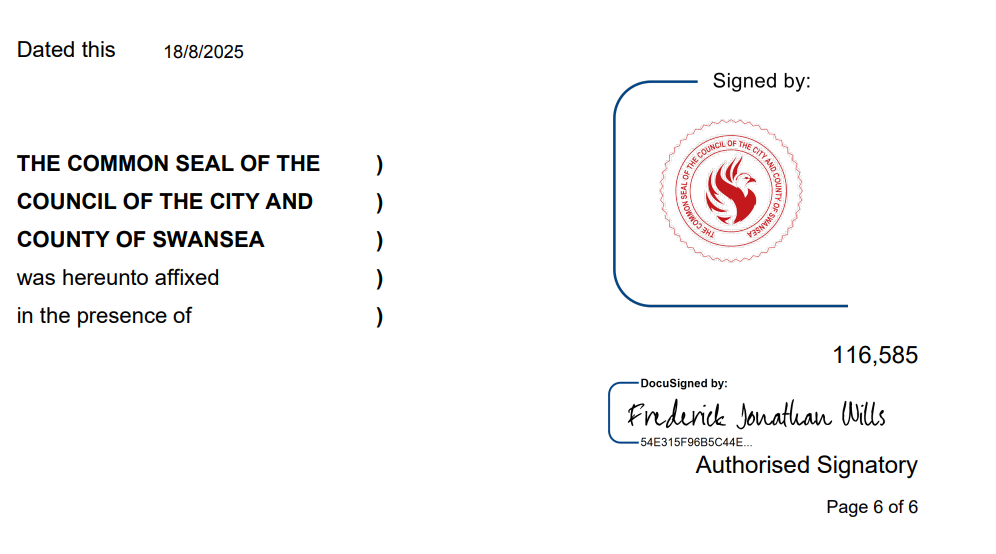 Dated this 18/8/2025
Signed by:
THE COMMON SEAL OF THE COUNCIL OF THE CITY AND COUNTY OF SWANSEA
THE COMMON SEAL OF THE )
COUNCIL OF THE CITY AND )
COUNTY OF SWANSEA )
was hereunto affixed )
in the presence of )
116,585
DocuSigned by:
Frederick Jonathan Wills
54E315F96B5C44E...
Authorised Signatory
Page 6 of 6